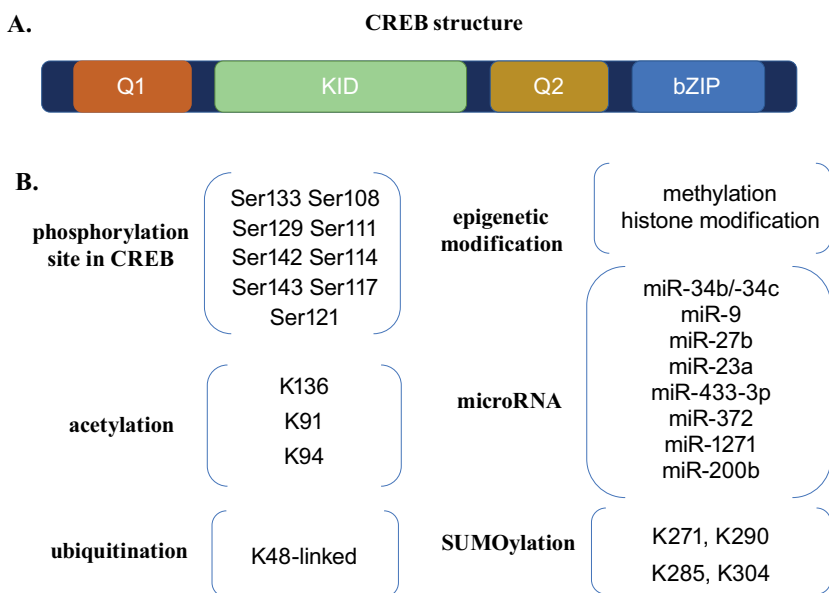 A.
CREB structure
Q1
KID
Q2
bZIP
B.
phosphorylation
site in CREB
Ser133 Ser108
Ser129 Ser111
Ser142 Ser114
Ser143 Ser117
Ser121
epigenetic
modification
methylation
histone modification
acetylation
K136
K91
K94
microRNA
miR-34b/-34c
miR-9
miR-27b
miR-23a
miR-433-3p
miR-372
miR-1271
miR-200b
ubiquitination
K48-linked
SUMOylation
K271, K290
K285, K304